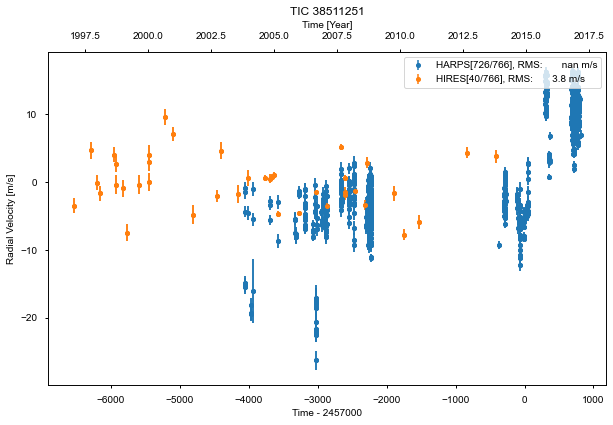 TIC 38511251
Time [Year]
1997.5 2000.0 2002.5 2005.0 2007.5 2010.0 2012.5 2015.0 2017.5
HARPS[726/766], RMS: nan m/s
HIRES[40/766], RMS: 3.8 m/s
10
0
−10
−20
Radial Velocity [m/s]
−6000 −5000 −4000 −3000 −2000 −1000 0 1000
Time - 2457000